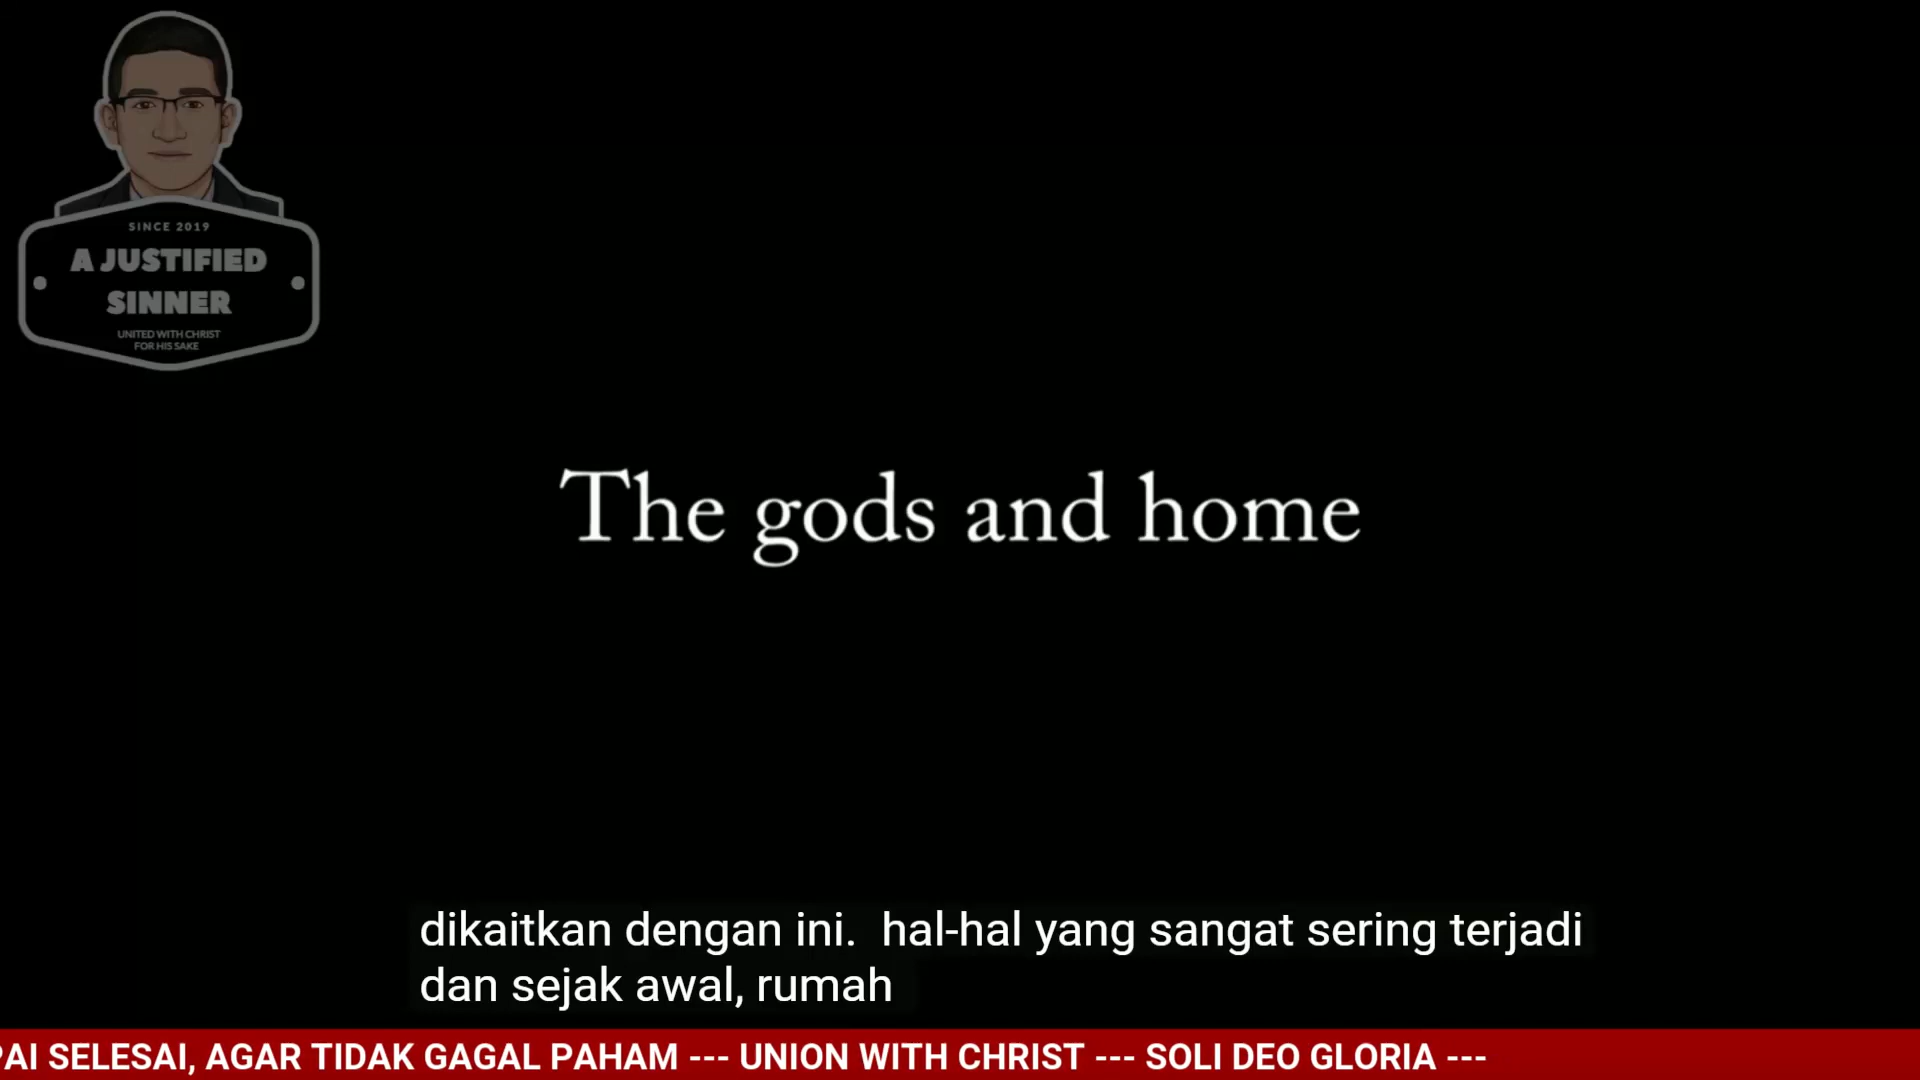 SINCE 2019
A JUSTIFIED
SINNER
UNITED WITH CHRIST
FOR HIS SAKE
The gods and home
dikaitkan dengan ini.  hal-hal yang sangat sering terjadi
dan sejak awal, rumah
PAI SELESAI, AGAR TIDAK GAGAL PAHAM --- UNION WITH CHRIST --- SOLI DEO GLORIA ---